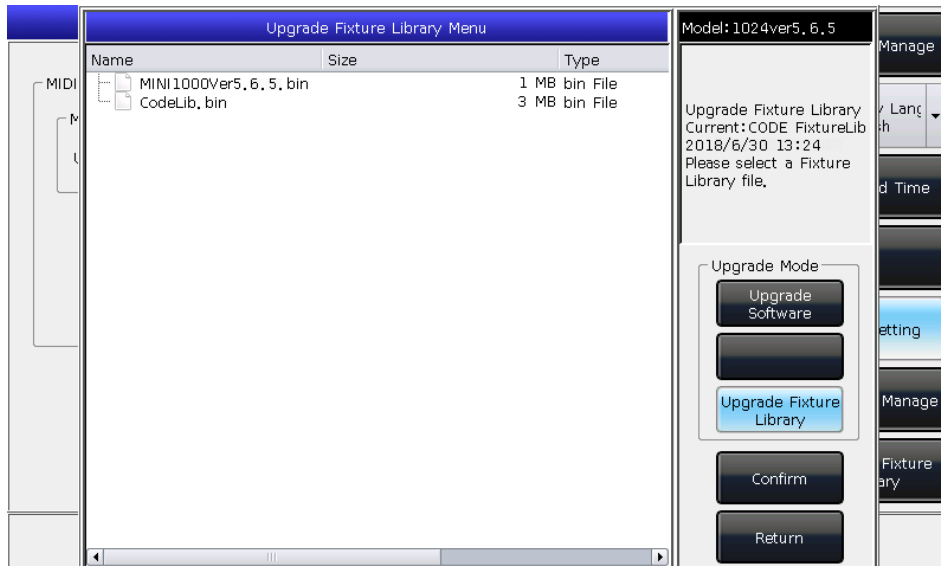 Upgrade Fixture Library Menu
Model:1024ver5.6.5
Manage
Name Size Type
MIDI
MINI1000Ver5.6.5.bin 1 MB bin File
CodeLib.bin 3 MB bin File
Upgrade Fixture Library
Current:CODE FixtureLib
2018/6/30 13:24
Please select a Fixture
Library file.
Lang
d Time
Upgrade Mode
Upgrade
Software
etting
Upgrade Fixture
Library
Manage
Confirm
Fixture
ary
Return